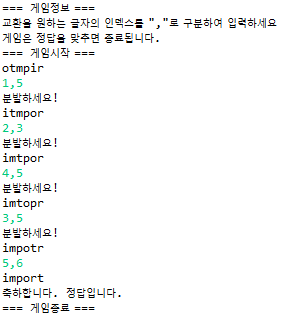 === 게임정보 ===
교환을 원하는 글자의 인덱스를 ","로 구분하여 입력하세요
게임은 정답을 맞추면 종료됩니다.
=== 게임시작 ===
otmpir
1,5
분발하세요!
itmpor
2,3
분발하세요!
imtpor
4,5
분발하세요!
imtopr
3,5
분발하세요!
impotr
5,6
import
축하합니다. 정답입니다.
=== 게임종료 ===